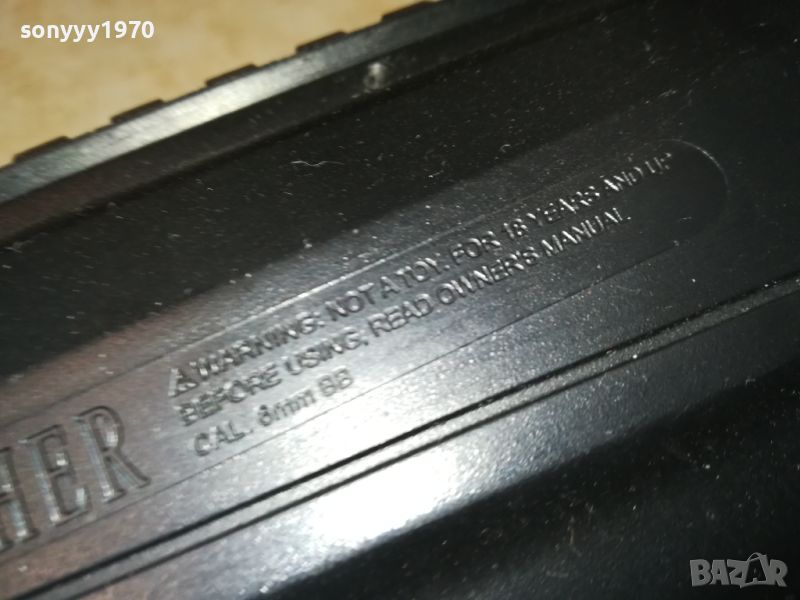 sonyyy1970
⚠WARNING: NOT A TOY. FOR 18 YEARS AND UP
BEFORE USING, READ OWNER'S MANUAL.
CAL. 6mm BB
HER
BAZAR